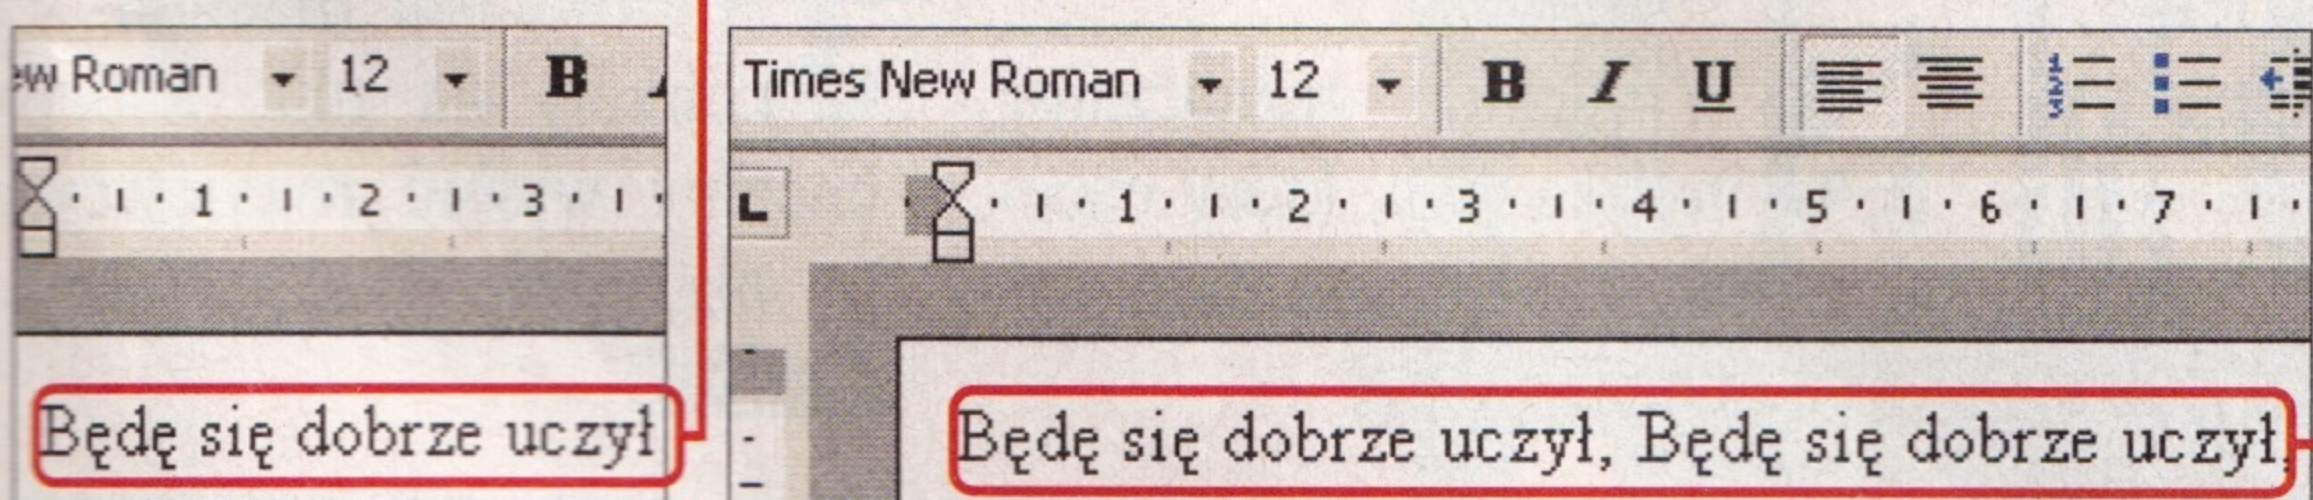 ew Roman 12 B
1 2 3
Będę się dobrze uczył
Times New Roman 12 B I U
L 1 2 3 4 5 6 7
Będę się dobrze uczył, Będę się dobrze uczył,